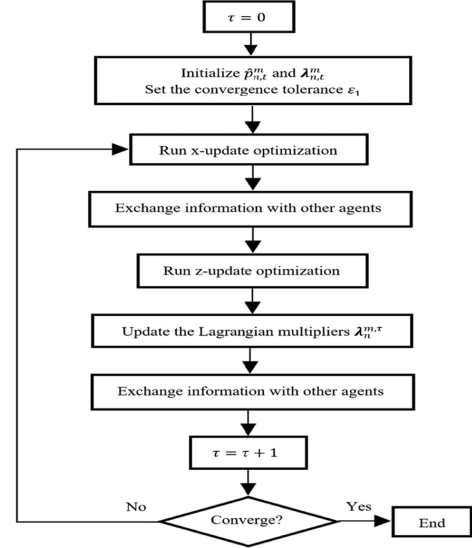 τ = 0
Initialize p̂ₙ,ₜᵐ and λₙ,ₜᵐ
Set the convergence tolerance ε₁
Run x-update optimization
Exchange information with other agents
Run z-update optimization
Update the Lagrangian multipliers λₙᵐ,τ
Exchange information with other agents
τ = τ + 1
No
Converge?
Yes
End